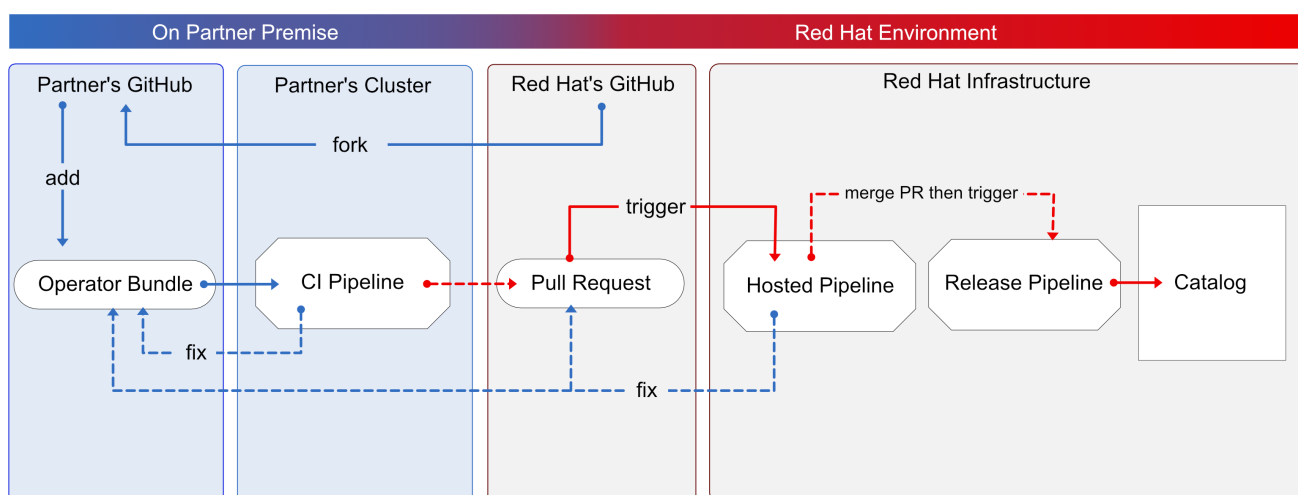 On Partner Premise
Red Hat Environment
Partner's GitHub
Partner's Cluster
Red Hat's GitHub
Red Hat Infrastructure
fork
add
merge PR then trigger
trigger
Operator Bundle
CI Pipeline
Pull Request
Hosted Pipeline
Release Pipeline
Catalog
fix
fix